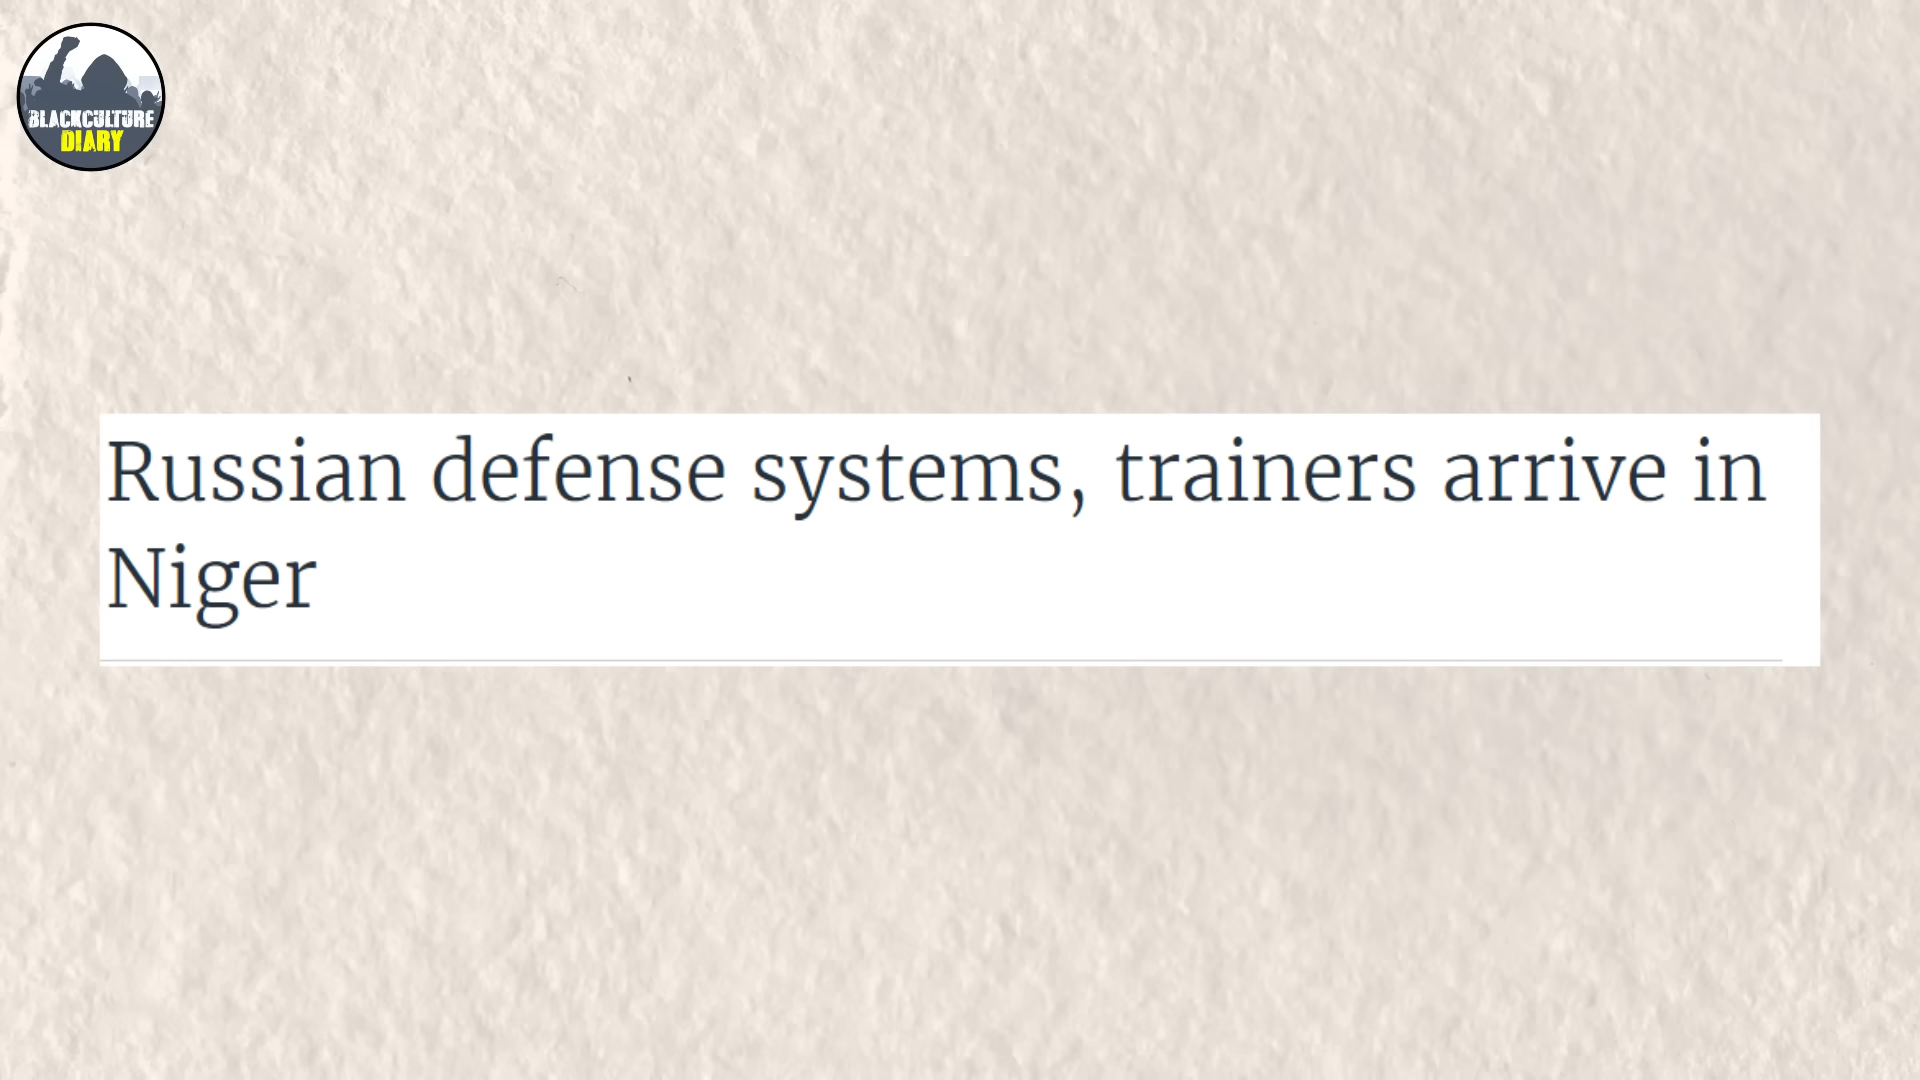 BLACKCULTURE
DIARY
Russian defense systems, trainers arrive in
Niger